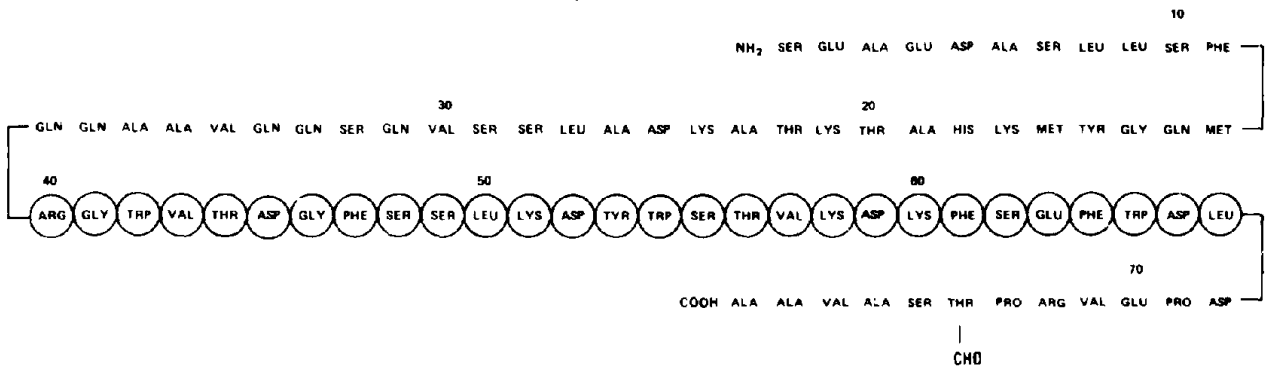 10
NH2 SER GLU ALA GLU ASP ALA SER LEU LEU SER PHE
30 20
GLN GLN ALA ALA VAL GLN GLN SER GLN VAL SER SER LEU ALA ASP LYS ALA THR LYS THR ALA HIS LYS MET TYR GLY GLN MET
40 50 60
ARG GLY TRP VAL THR ASP GLY PHE SER SER LEU LYS ASP TYR TRP SER THR VAL LYS ASP LYS PHE SER GLU PHE TRP ASP LEU
70
COOH ALA ALA VAL ALA SER THR PRO ARG VAL GLU PRO ASP
CHO